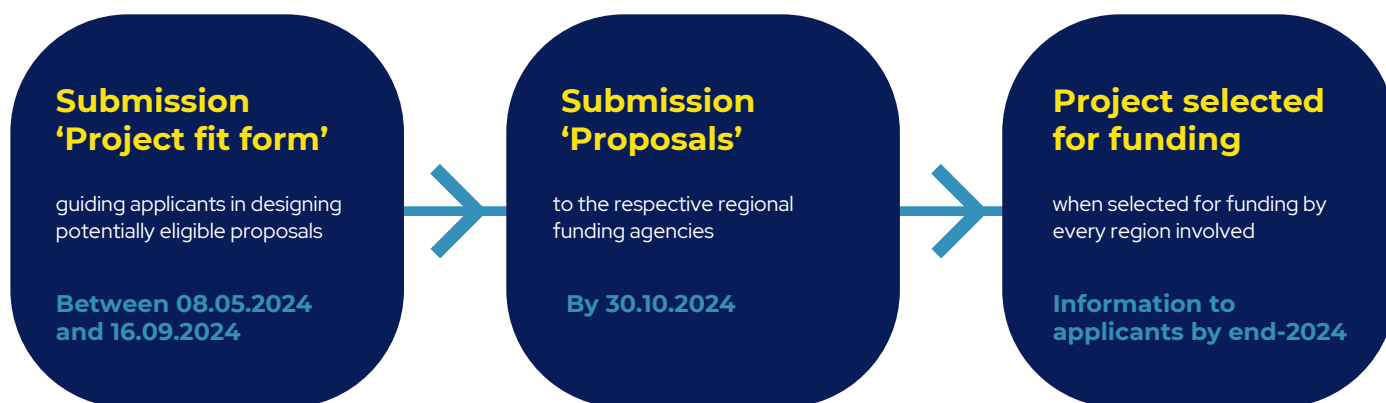 Submission
‘Project fit form’
guiding applicants in designing
potentially eligible proposals
Between 08.05.2024
and 16.09.2024
Submission
‘Proposals’
to the respective regional
funding agencies
By 30.10.2024
Project selected
for funding
when selected for funding by
every region involved
Information to
applicants by end-2024